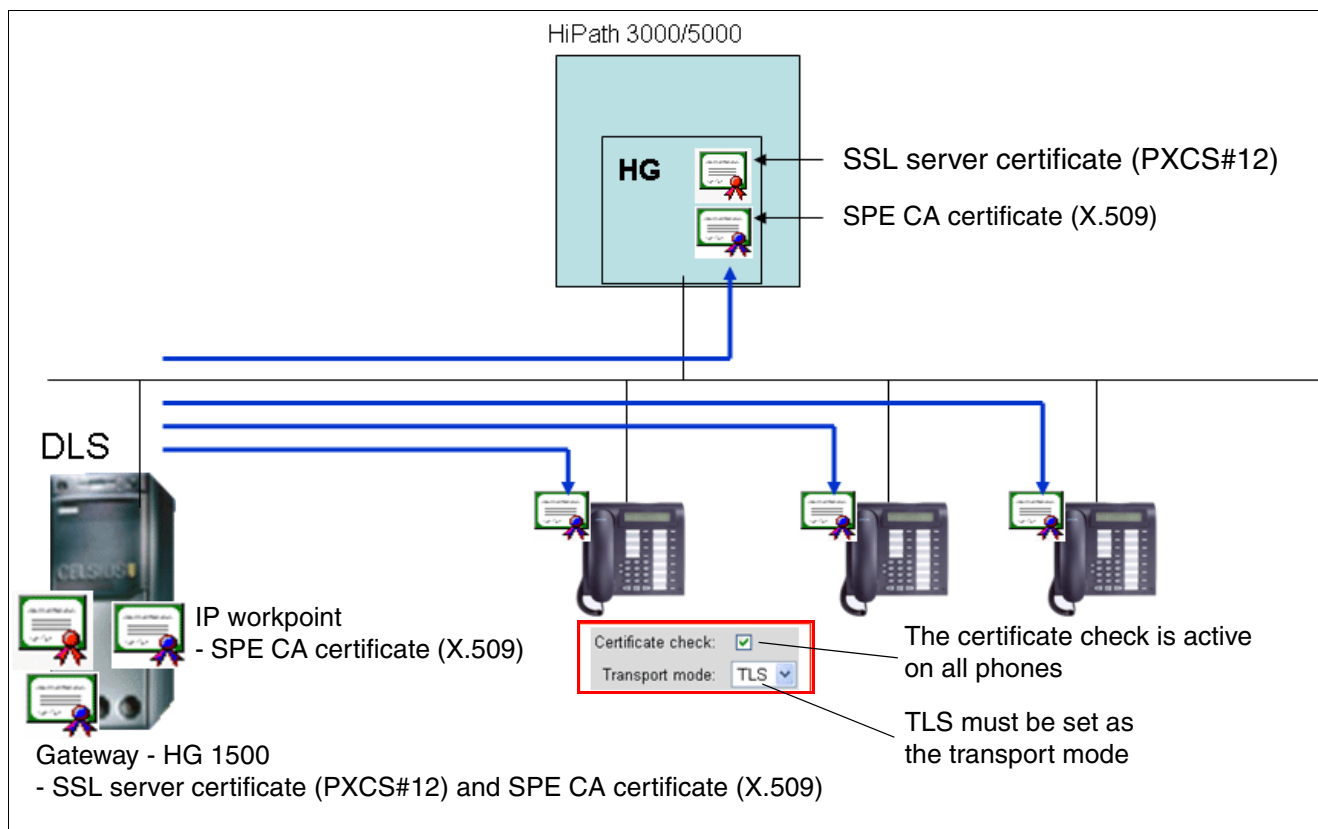 HiPath 3000/5000
HG
SSL server certificate (PXCS#12)
SPE CA certificate (X.509)
DLS
CELSIUS
IP workpoint
- SPE CA certificate (X.509)
Certificate check:
Transport mode: TLS
The certificate check is active
on all phones
TLS must be set as
the transport mode
Gateway - HG 1500
- SSL server certificate (PXCS#12) and SPE CA certificate (X.509)